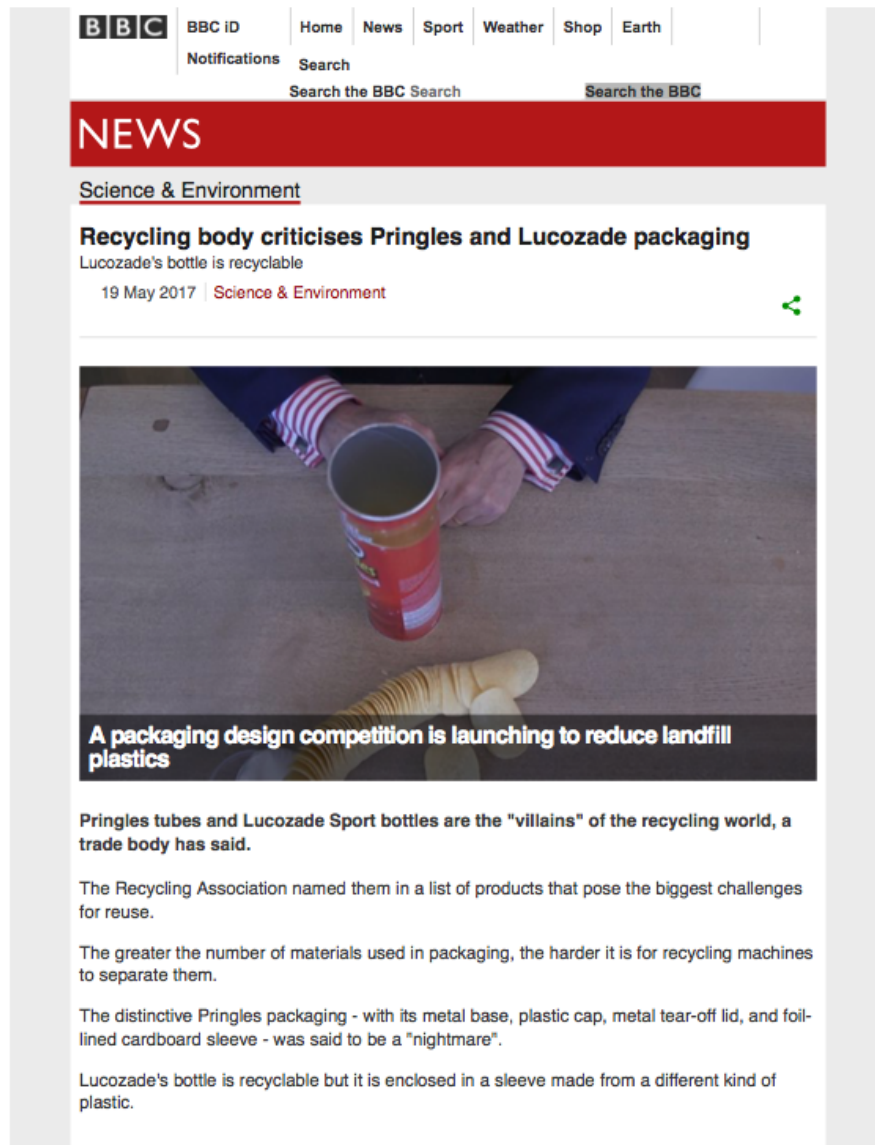 BBC
BBC iD
Home News Sport Weather Shop Earth
Notifications
Search
Search the BBC Search Search the BBC
NEWS
Science & Environment
Recycling body criticises Pringles and Lucozade packaging
Lucozade's bottle is recyclable
19 May 2017 Science & Environment
A packaging design competition is launching to reduce landfill
plastics
Pringles tubes and Lucozade Sport bottles are the "villains" of the recycling world, a
trade body has said.
The Recycling Association named them in a list of products that pose the biggest challenges
for reuse.
The greater the number of materials used in packaging, the harder it is for recycling machines
to separate them.
The distinctive Pringles packaging - with its metal base, plastic cap, metal tear-off lid, and foil-
lined cardboard sleeve - was said to be a "nightmare".
Lucozade's bottle is recyclable but it is enclosed in a sleeve made from a different kind of
plastic.